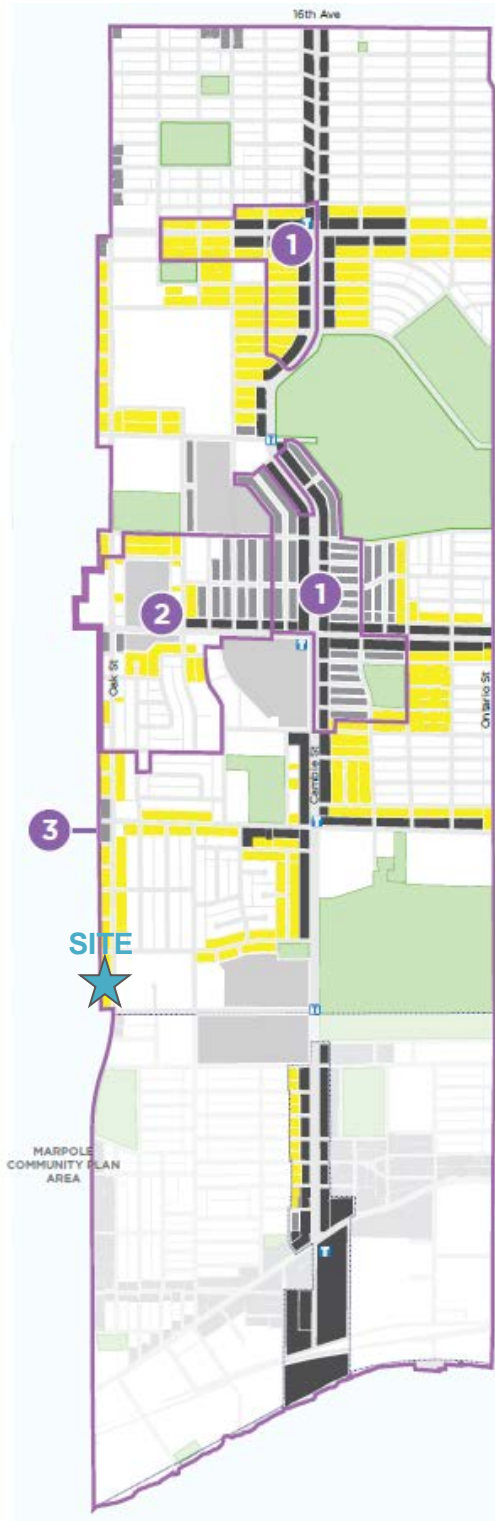 16th Ave
T
1
T
1
2
T
Oak St
Cambie St
Ontario St
3
T
SITE
T
MARPOLE
COMMUNITY PLAN
AREA
T